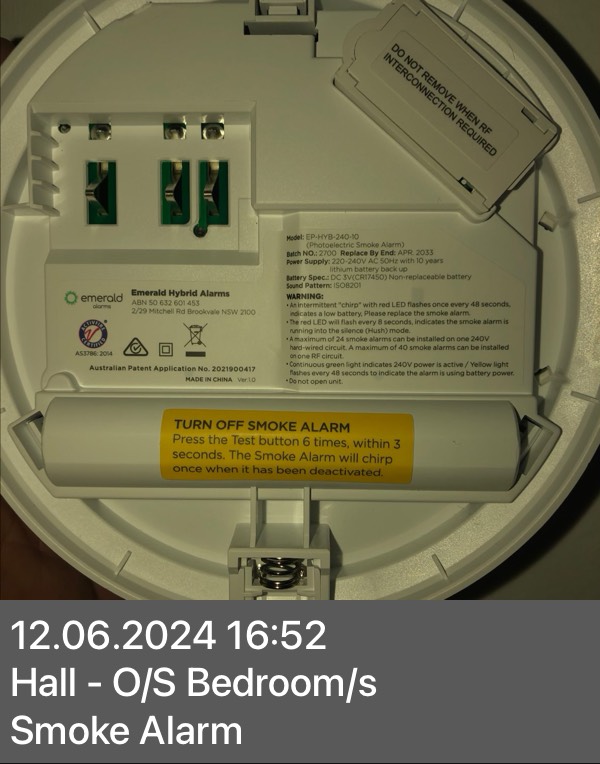 DO NOT REMOVE WHEN RF
INTERCONNECTION REQUIRED
Model: EP-HYB-240-10
(Photoelectric Smoke Alarm)
Batch NO.: 2700 Replace By End: APR. 2033
Power Supply: 220-240V AC 50Hz with 10 years
lithium battery back up
Battery Spec.: DC 3V(CR17450) Non-replaceable battery
Sound Pattern: ISO8201
WARNING:
• An intermittent "chirp" with red LED flashes once every 48 seconds,
indicates a low battery, Please replace the smoke alarm.
• The red LED will flash every 8 seconds, indicates the smoke alarm is
running into the silence (Hush) mode.
• A maximum of 24 smoke alarms can be installed on one 240V
hard-wired circuit. A maximum of 40 smoke alarms can be installed
on one RF circuit.
• Continuous green light indicates 240V power is active / Yellow light
flashes every 48 seconds to indicate the alarm is using battery power.
• Do not open unit.
emerald
alarms
Emerald Hybrid Alarms
ABN 50 632 601 453
2/29 Mitchell Rd Brookvale NSW 2100
AS3786: 2014
Australian Patent Application No. 2021900417
MADE IN CHINA Ver:1.0
TURN OFF SMOKE ALARM
Press the Test button 6 times, within 3
seconds. The Smoke Alarm will chirp
once when it has been deactivated.
12.06.2024 16:52
Hall - O/S Bedroom/s
Smoke Alarm